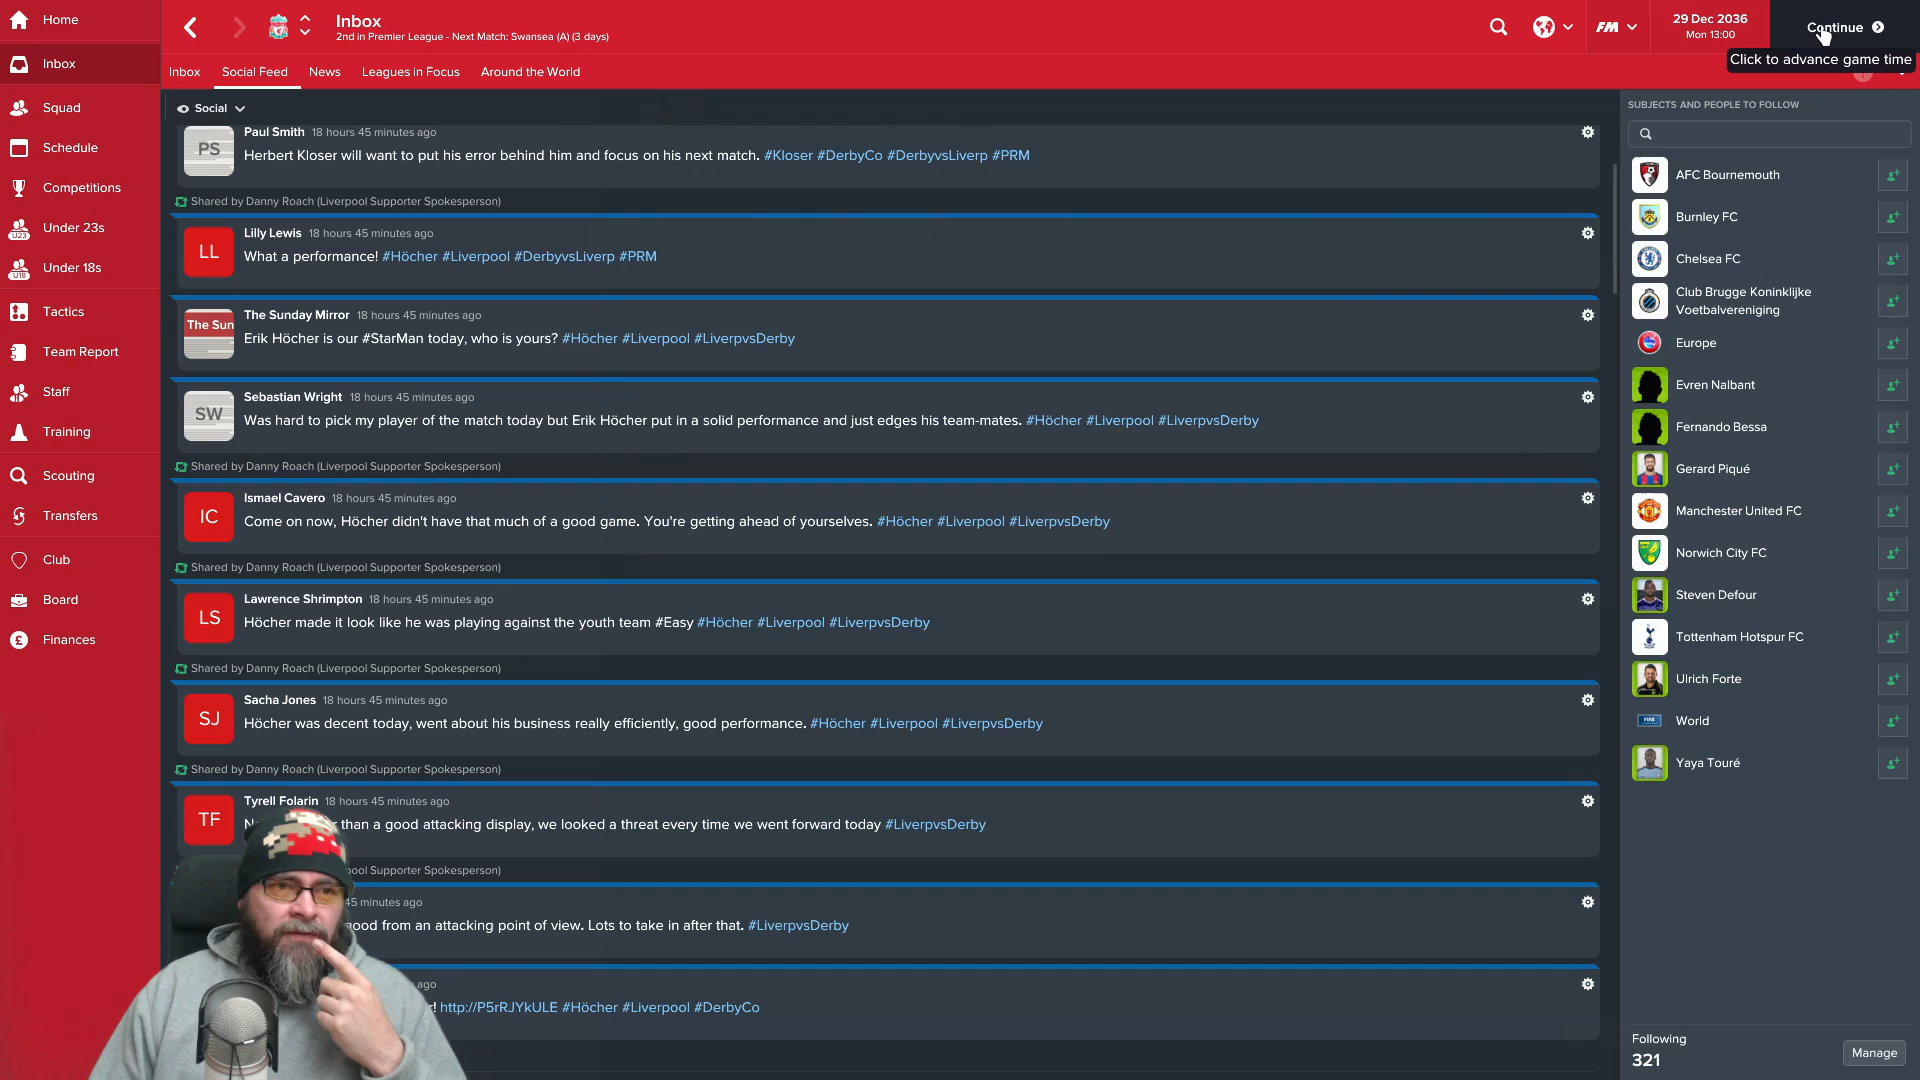 Home
Inbox
Squad
Schedule
Competitions
Under 23s
Under 18s
Tactics
Team Report
Staff
Training
Scouting
Transfers
Club
Board
Finances
Inbox
2nd in Premier League - Next Match: Swansea (A) (3 days)
FM
29 Dec 2036
Mon 13:00
Continue
Click to advance game time
Inbox
Social Feed
News
Leagues in Focus
Around the World
Social
PS
Paul Smith 18 hours 45 minutes ago
Herbert Kloser will want to put his error behind him and focus on his next match. #Kloser #DerbyCo #DerbyvsLiverp #PRM
Shared by Danny Roach (Liverpool Supporter Spokesperson)
LL
Lilly Lewis 18 hours 45 minutes ago
What a performance! #Höcher #Liverpool #DerbyvsLiverp #PRM
The Sun
The Sunday Mirror 18 hours 45 minutes ago
Erik Höcher is our #StarMan today, who is yours? #Höcher #Liverpool #LiverpvsDerby
SW
Sebastian Wright 18 hours 45 minutes ago
Was hard to pick my player of the match today but Erik Höcher put in a solid performance and just edges his team-mates. #Höcher #Liverpool #LiverpvsDerby
Shared by Danny Roach (Liverpool Supporter Spokesperson)
IC
Ismael Cavero 18 hours 45 minutes ago
Come on now, Höcher didn't have that much of a good game. You're getting ahead of yourselves. #Höcher #Liverpool #LiverpvsDerby
Shared by Danny Roach (Liverpool Supporter Spokesperson)
LS
Lawrence Shrimpton 18 hours 45 minutes ago
Höcher made it look like he was playing against the youth team #Easy #Höcher #Liverpool #LiverpvsDerby
Shared by Danny Roach (Liverpool Supporter Spokesperson)
SJ
Sacha Jones 18 hours 45 minutes ago
Höcher was decent today, went about his business really efficiently, good performance. #Höcher #Liverpool #LiverpvsDerby
Shared by Danny Roach (Liverpool Supporter Spokesperson)
TF
Tyrell Folarin 18 hours 45 minutes ago
than a good attacking display, we looked a threat every time we went forward today #LiverpvsDerby
Supporter Spokesperson)
45 minutes ago
good from an attacking point of view. Lots to take in after that. #LiverpvsDerby
ago
http://P5rRJYkULE #Höcher #Liverpool #DerbyCo
SUBJECTS AND PEOPLE TO FOLLOW
AFC Bournemouth
Burnley FC
Chelsea FC
Club Brugge Koninklijke
Voetbalvereniging
Europe
Evren Nalbant
Fernando Bessa
Gerard Piqué
Manchester United FC
Norwich City FC
Steven Defour
Tottenham Hotspur FC
Ulrich Forte
World
Yaya Touré
Following
321
Manage